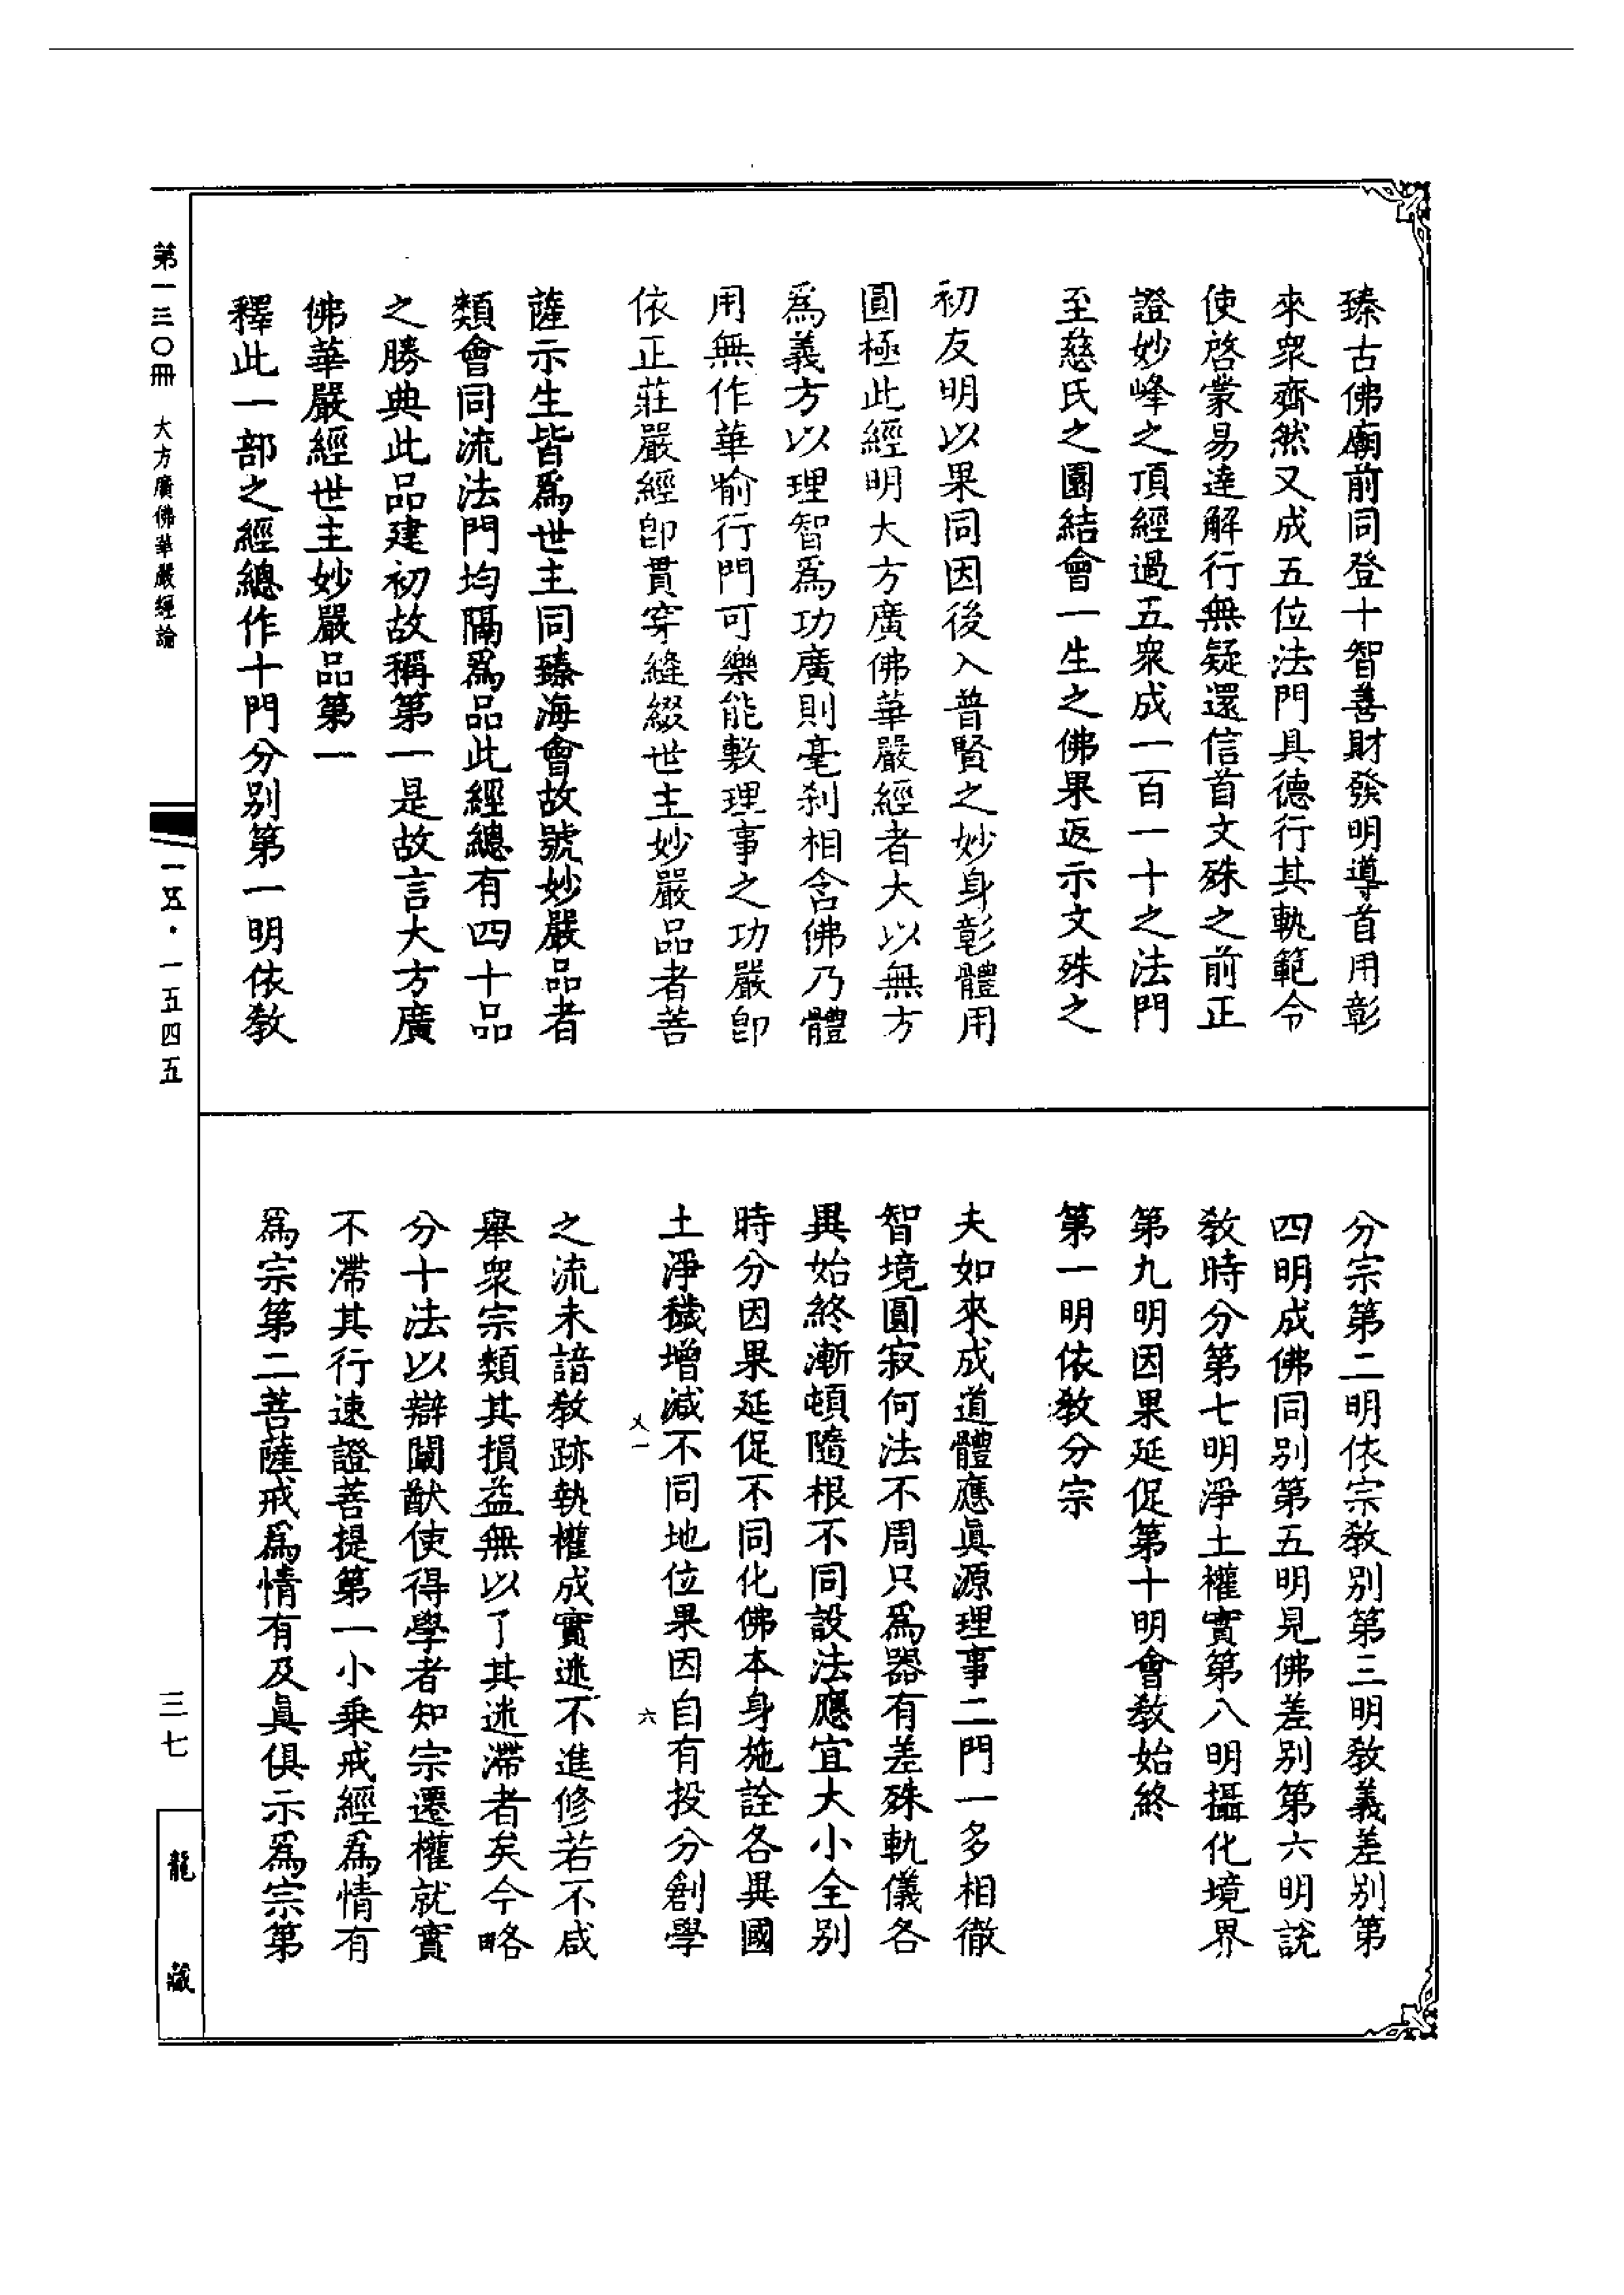 臻古佛廟前同登十智善財發明導首用彰
來衆齊然又成五位法門具德行其軌範令
使啓蒙易達解行無疑還信首文殊之前正
證妙峰之頂經過五衆成一百一十之法門
至慈氏之園結會一生之佛果返示文殊之
初友明以果同因後入普賢之妙身彰體用
圓極此經明大方廣佛華嚴經者大以無方
爲義方以理智爲功廣則毫刹相含佛乃體
用無作華喻行門可樂能敷理事之功嚴卽
依正莊嚴經卽貫穿縫綴世主妙嚴品者菩
薩示生皆爲世主同臻海會故號妙嚴品者
類會同流法門均隔爲品此經總有四十品
之勝典此品建初故稱第一是故言大方廣
佛華嚴經世主妙嚴品第一
釋此一部之經總作十門分別第一明依教
分宗第二明依宗教別第三明教義差別第
四明成佛同別第五明見佛差別第六明說
教時分第七明淨土權實第八明攝化境界
第九明因果延促第十明會教始終
第一明依教分宗
夫如來成道體應眞源理事二門一多相徹
智境圓寂何法不周只爲器有差殊軌儀各
異始終漸頓隨根不同設法應宜大小全別
時分因果延促不同化佛本身施詮各異國
土淨穢增減不同地位果因自有投分創學
乂一
六
之流未諳教跡執權成實迷不進修若不咸
舉衆宗類其損益無以了其迷滯者矣今略
分十法以辯闡猷使得學者知宗遷權就實
不滯其行速證菩提第一小乘戒經爲情有
爲宗第二菩薩戒爲情有及眞俱示爲宗第
第一三〇冊　大方廣佛華嚴經論
一五・一五四五
三七
龍藏